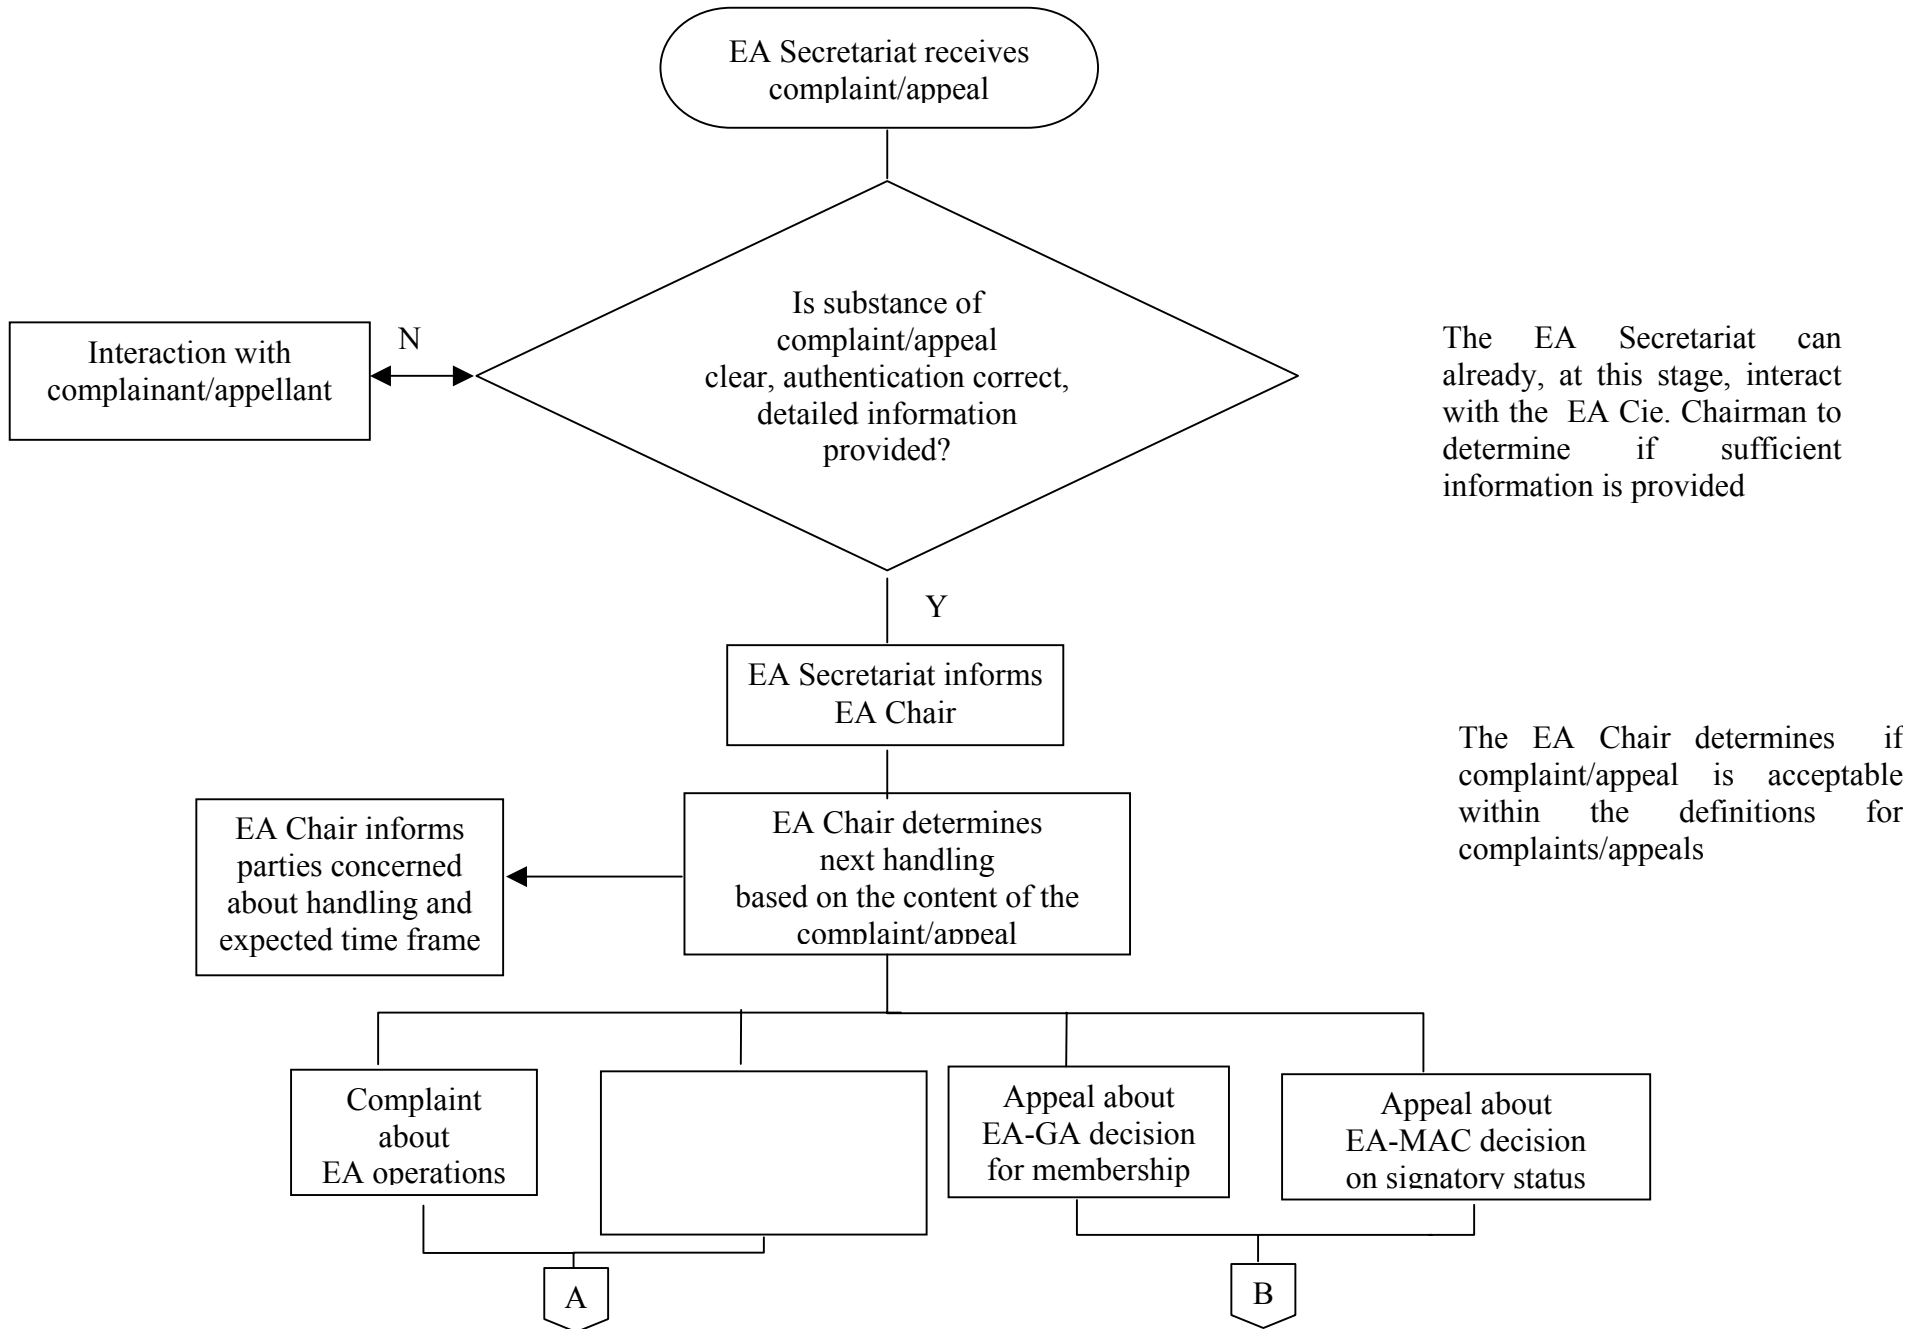 EA Secretariat receives
complaint/appeal
Is substance of
complaint/appeal
clear, authentication correct,
detailed information
provided?
N
Interaction with
complainant/appellant
The EA Secretariat can
already, at this stage, interact
with the EA Cie. Chairman to
determine if sufficient
information is provided
Y
EA Secretariat informs
EA Chair
The EA Chair determines if
complaint/appeal is acceptable
within the definitions for
complaints/appeals
EA Chair informs
parties concerned
about handling and
expected time frame
EA Chair determines
next handling
based on the content of the
complaint/appeal
Complaint
about
EA operations
Appeal about
EA-GA decision
for membership
Appeal about
EA-MAC decision
on signatory status
A
B